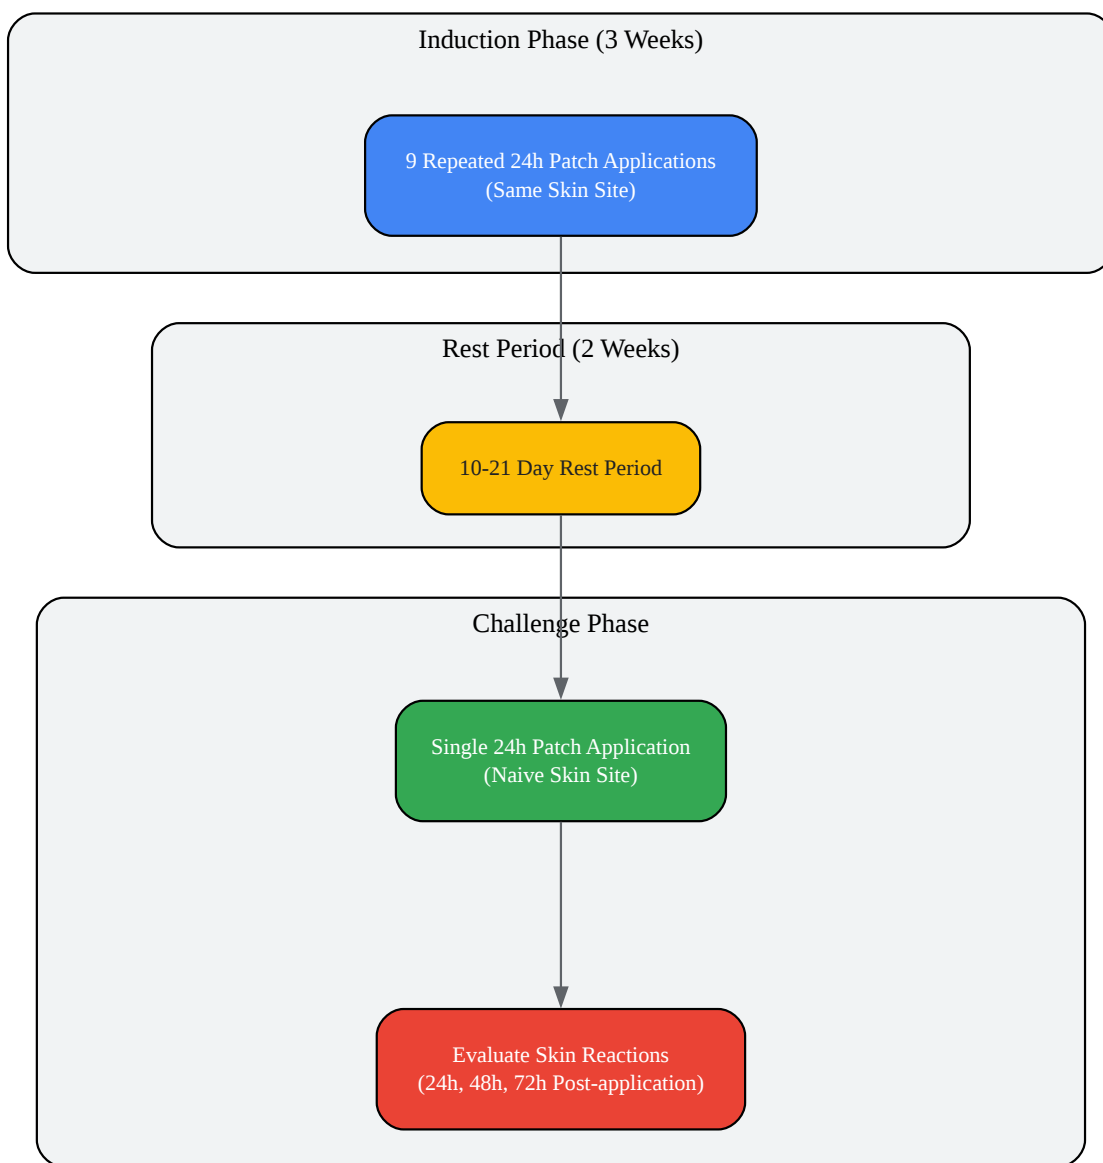 Induction Phase (3 Weeks)
9 Repeated 24h Patch Applications
(Same Skin Site)
Rest Period (2 Weeks)
10-21 Day Rest Period
Challenge Phase
Single 24h Patch Application
(Naive Skin Site)
Evaluate Skin Reactions
(24h, 48h, 72h Post-application)